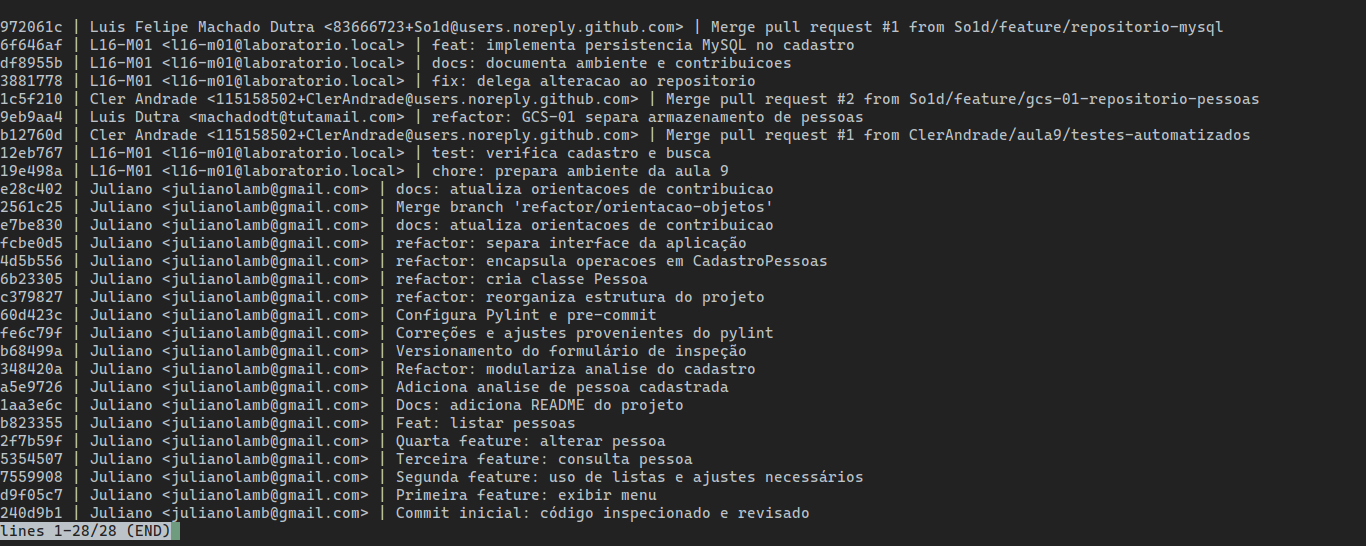 972061c | Luis Felipe Machado Dutra <83666723+So1d@users.noreply.github.com> | Merge pull request #1 from So1d/feature/repositorio-mysql
6f646af | L16-M01 <l16-m01@laboratorio.local> | feat: implementa persistencia MySQL no cadastro
df8955b | L16-M01 <l16-m01@laboratorio.local> | docs: documenta ambiente e contribuicoes
3881778 | L16-M01 <l16-m01@laboratorio.local> | fix: delega alteracao ao repositorio
1c5f210 | Cler Andrade <115158502+ClerAndrade@users.noreply.github.com> | Merge pull request #2 from So1d/feature/gcs-01-repositorio-pessoas
9eb9aa4 | Luis Dutra <machadodt@tutamail.com> | refactor: GCS-01 separa armazenamento de pessoas
b12760d | Cler Andrade <115158502+ClerAndrade@users.noreply.github.com> | Merge pull request #1 from ClerAndrade/aula9/testes-automatizados
12eb767 | L16-M01 <l16-m01@laboratorio.local> | test: verifica cadastro e busca
19e498a | L16-M01 <l16-m01@laboratorio.local> | chore: prepara ambiente da aula 9
e28c402 | Juliano <julianolamb@gmail.com> | docs: atualiza orientacoes de contribuicao
2561c25 | Juliano <julianolamb@gmail.com> | Merge branch 'refactor/orientacao-objetos'
e7be830 | Juliano <julianolamb@gmail.com> | docs: atualiza orientacoes de contribuicao
fcbe0d5 | Juliano <julianolamb@gmail.com> | refactor: separa interface da aplicação
4d5b556 | Juliano <julianolamb@gmail.com> | refactor: encapsula operacoes em CadastroPessoas
6b23305 | Juliano <julianolamb@gmail.com> | refactor: cria classe Pessoa
c379827 | Juliano <julianolamb@gmail.com> | refactor: reorganiza estrutura do projeto
60d423c | Juliano <julianolamb@gmail.com> | Configura Pylint e pre-commit
fe6c79f | Juliano <julianolamb@gmail.com> | Correções e ajustes provenientes do pylint
b68499a | Juliano <julianolamb@gmail.com> | Versionamento do formulário de inspeção
348420a | Juliano <julianolamb@gmail.com> | Refactor: modulariza analise do cadastro
a5e9726 | Juliano <julianolamb@gmail.com> | Adiciona analise de pessoa cadastrada
1aa3e6c | Juliano <julianolamb@gmail.com> | Docs: adiciona README do projeto
b823355 | Juliano <julianolamb@gmail.com> | Feat: listar pessoas
2f7b59f | Juliano <julianolamb@gmail.com> | Quarta feature: alterar pessoa
5354507 | Juliano <julianolamb@gmail.com> | Terceira feature: consulta pessoa
7559908 | Juliano <julianolamb@gmail.com> | Segunda feature: uso de listas e ajustes necessários
d9f05c7 | Juliano <julianolamb@gmail.com> | Primeira feature: exibir menu
240d9b1 | Juliano <julianolamb@gmail.com> | Commit inicial: código inspecionado e revisado
lines 1-28/28 (END)